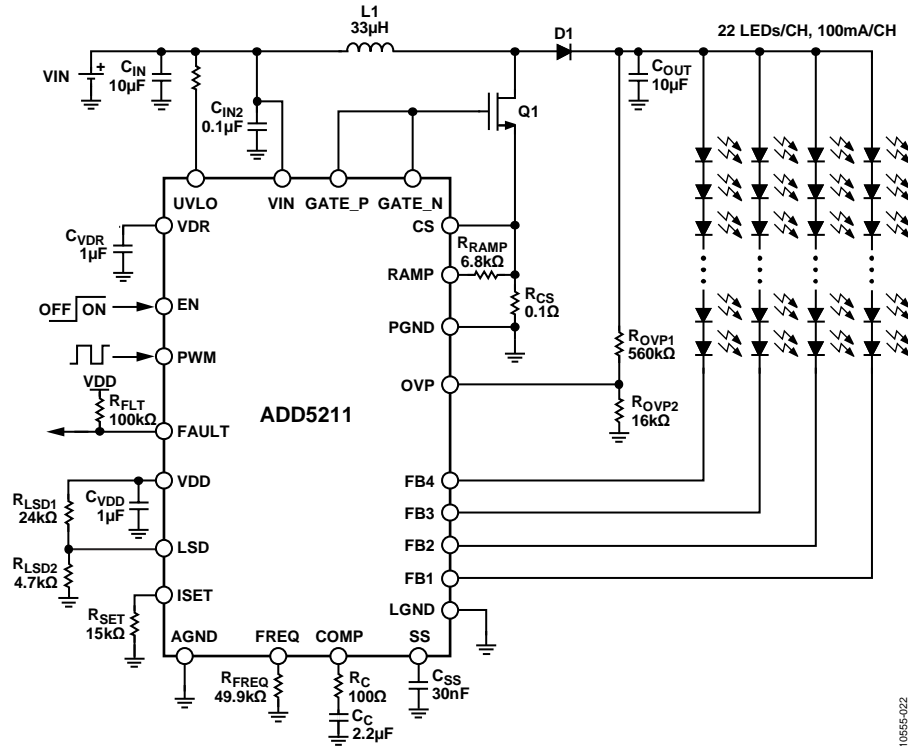 L1
33µH
D1
22 LEDs/CH, 100mA/CH
VIN
+
CIN
10µF
CIN2
0.1µF
COUT
10µF
Q1
UVLO
VIN
GATE_P
GATE_N
VDR
CVDR
1µF
CS
RRAMP
6.8kΩ
RAMP
RCS
0.1Ω
OFF
ON
EN
PGND
PWM
ROVP1
560kΩ
VDD
RFLT
100kΩ
OVP
ROVP2
16kΩ
ADD5211
FAULT
VDD
RLSD1
24kΩ
CVDD
1µF
FB4
FB3
LSD
RLSD2
4.7kΩ
FB2
FB1
ISET
RSET
15kΩ
LGND
AGND
FREQ
COMP
SS
RFREQ
49.9kΩ
RC
100Ω
CC
2.2µF
CSS
30nF
10555-022